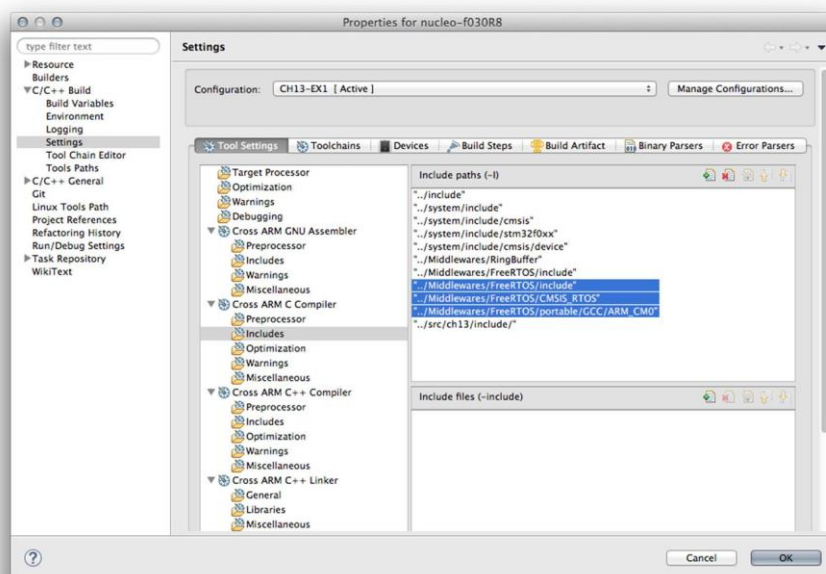 Properties for nucleo-f030R8
type filter text
Resource
Builders
C/C++ Build
Build Variables
Environment
Logging
Settings
Tool Chain Editor
Tools Paths
C/C++ General
Git
Linux Tools Path
Project References
Refactoring History
Run/Debug Settings
Task Repository
WikiText
Settings
Configuration: CH13-EX1 [ Active ] Manage Configurations...
Tool Settings Toolchains Devices Build Steps Build Artifact Binary Parsers Error Parsers
Target Processor
Optimization
Warnings
Debugging
Cross ARM GNU Assembler
Preprocessor
Includes
Warnings
Miscellaneous
Cross ARM C Compiler
Preprocessor
Includes
Optimization
Warnings
Miscellaneous
Cross ARM C++ Compiler
Preprocessor
Includes
Optimization
Warnings
Miscellaneous
Cross ARM C++ Linker
General
Libraries
Miscellaneous
Include paths (-I)
"../include"
"../system/include"
"../system/include/cmsis"
"../system/include/stm32f0xx"
"../system/include/cmsis/device"
"../Middlewares/RingBuffer"
"../Middlewares/FreeRTOS/include"
"../Middlewares/FreeRTOS/include"
"../Middlewares/FreeRTOS/CMSIS_RTOS"
"../Middlewares/FreeRTOS/portable/GCC/ARM_CM0"
"../src/ch13/include/"
Include files (-include)
Cancel OK